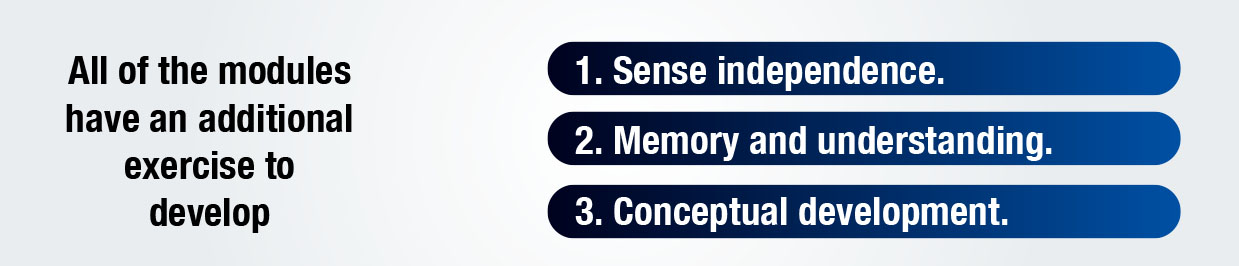 All of the modules
have an additional
exercise to
develop
1. Sense independence.
2. Memory and understanding.
3. Conceptual development.